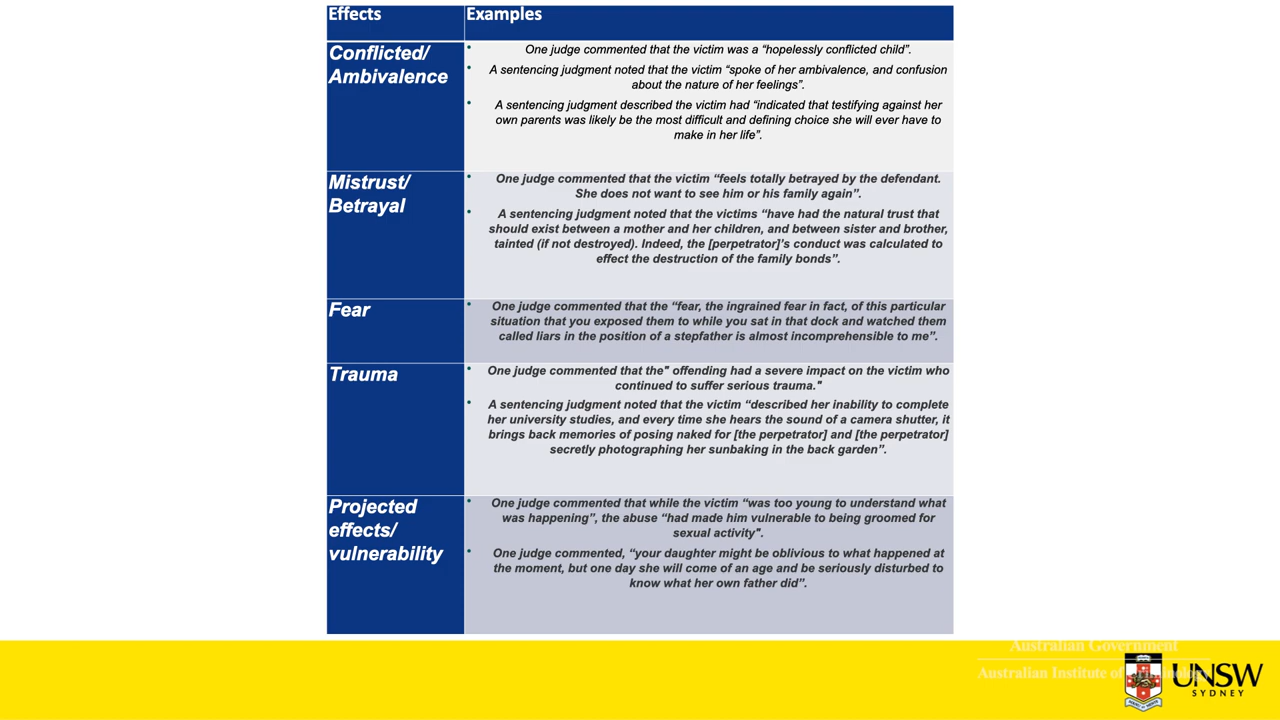 Effects
Examples
Conflicted/
Ambivalence
• One judge commented that the victim was a “hopelessly conflicted child”.
• A sentencing judgment noted that the victim “spoke of her ambivalence, and confusion
about the nature of her feelings”.
• A sentencing judgment described the victim had “indicated that testifying against her
own parents was likely be the most difficult and defining choice she will ever have to
make in her life”.
Mistrust/
Betrayal
• One judge commented that the victim “feels totally betrayed by the defendant.
She does not want to see him or his family again”.
• A sentencing judgment noted that the victims “have had the natural trust that
should exist between a mother and her children, and between sister and brother,
tainted (if not destroyed). Indeed, the [perpetrator]’s conduct was calculated to
effect the destruction of the family bonds”.
Fear
• One judge commented that the “fear, the ingrained fear in fact, of this particular
situation that you exposed them to while you sat in that dock and watched them
called liars in the position of a stepfather is almost incomprehensible to me”.
Trauma
• One judge commented that the" offending had a severe impact on the victim who
continued to suffer serious trauma."
• A sentencing judgment noted that the victim “described her inability to complete
her university studies, and every time she hears the sound of a camera shutter, it
brings back memories of posing naked for [the perpetrator] and [the perpetrator]
secretly photographing her sunbaking in the back garden”.
Projected
effects/
vulnerability
• One judge commented that while the victim “was too young to understand what
was happening”, the abuse “had made him vulnerable to being groomed for
sexual activity".
• One judge commented, “your daughter might be oblivious to what happened at
the moment, but one day she will come of an age and be seriously disturbed to
know what her own father did”.
Australian Government
Australian Institute of
UNSW
SYDNEY